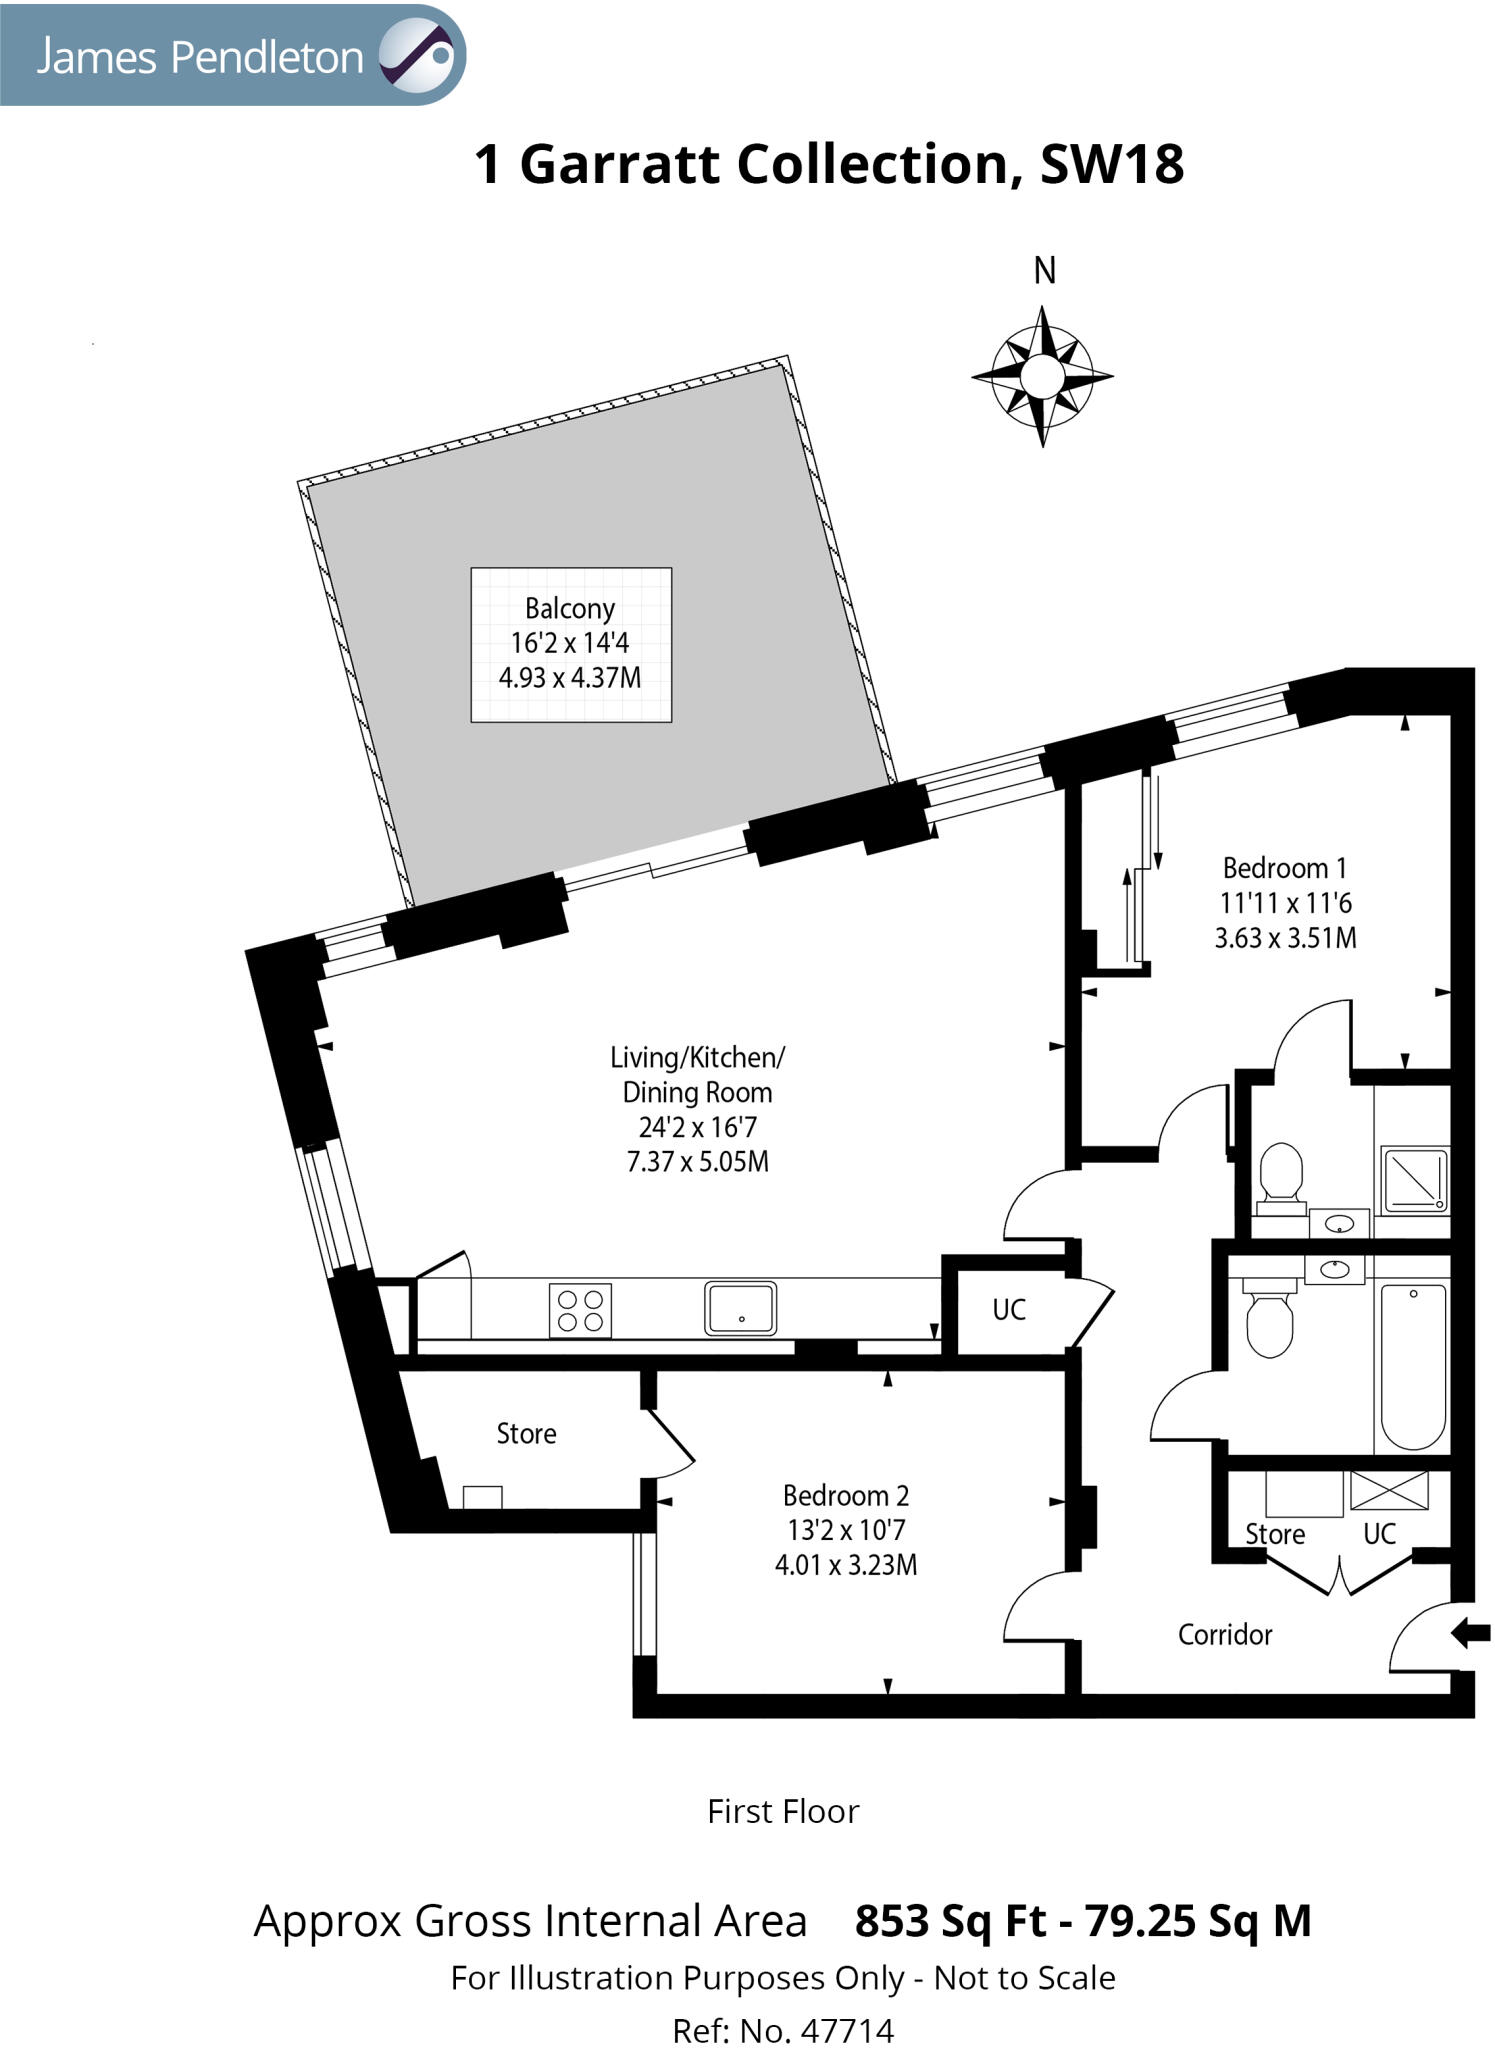 James Pendleton
1 Garratt Collection, SW18
N
Balcony
16'2 x 14'4
4.93 x 4.37M
Bedroom 1
11'11 x 11'6
3.63 x 3.51M
Living/Kitchen/
Dining Room
24'2 x 16'7
7.37 x 5.05M
UC
Store
Bedroom 2
13'2 x 10'7
4.01 x 3.23M
Store
UC
Corridor
First Floor
Approx Gross Internal Area 853 Sq Ft - 79.25 Sq M
For Illustration Purposes Only - Not to Scale
Ref: No. 47714